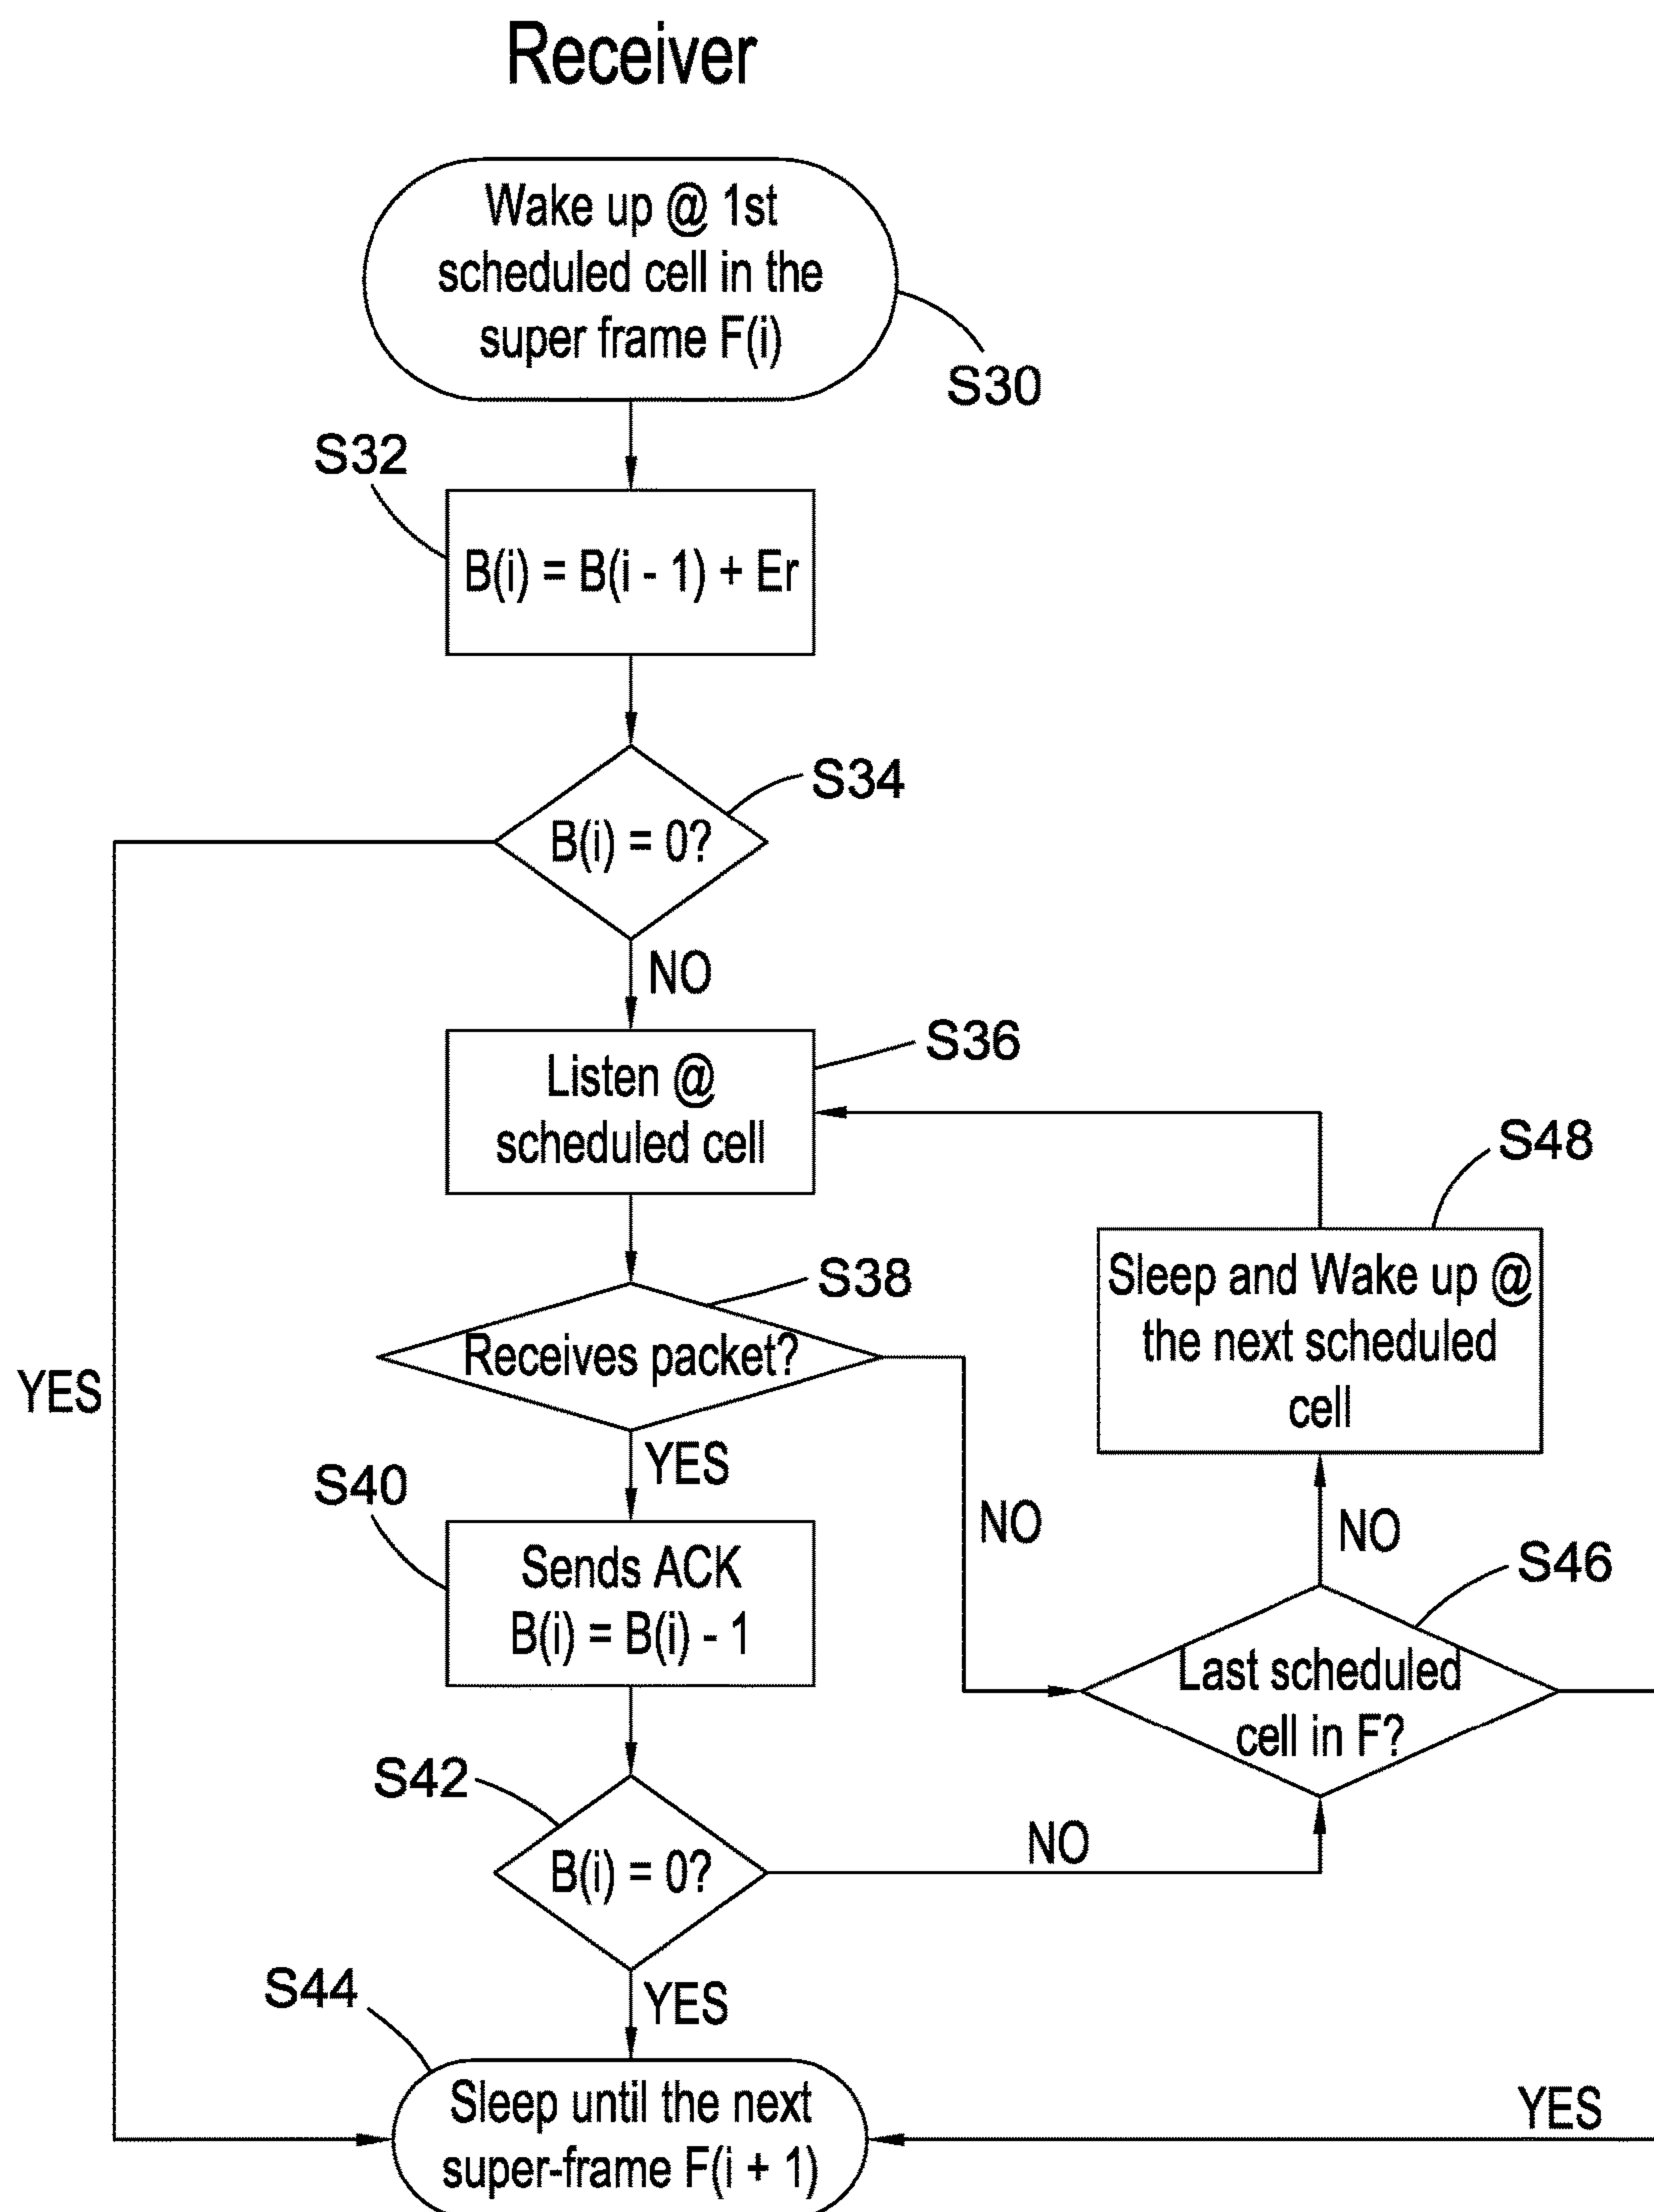 Receiver
Wake up @ 1st
scheduled cell in the
super frame F(i)
S30
S32
B(i) = B(i - 1) + Er
S34
B(i) = 0?
NO
S36
Listen @
scheduled cell
S48
Sleep and Wake up @
the next scheduled
cell
S38
Receives packet?
YES
YES
S40
NO
NO
Sends ACK
B(i) = B(i) - 1
S46
Last scheduled
cell in F?
S42
B(i) = 0?
NO
S44
YES
Sleep until the next
super-frame F(i + 1)
YES